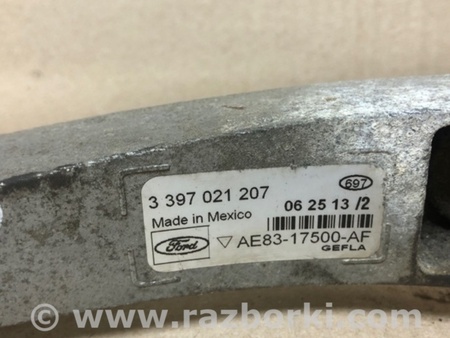 3 397 021 207
697
Made in Mexico
06 25 13 /2
Ford
▽ AE83-17500-AF
GEFLA
© www.razborki.com